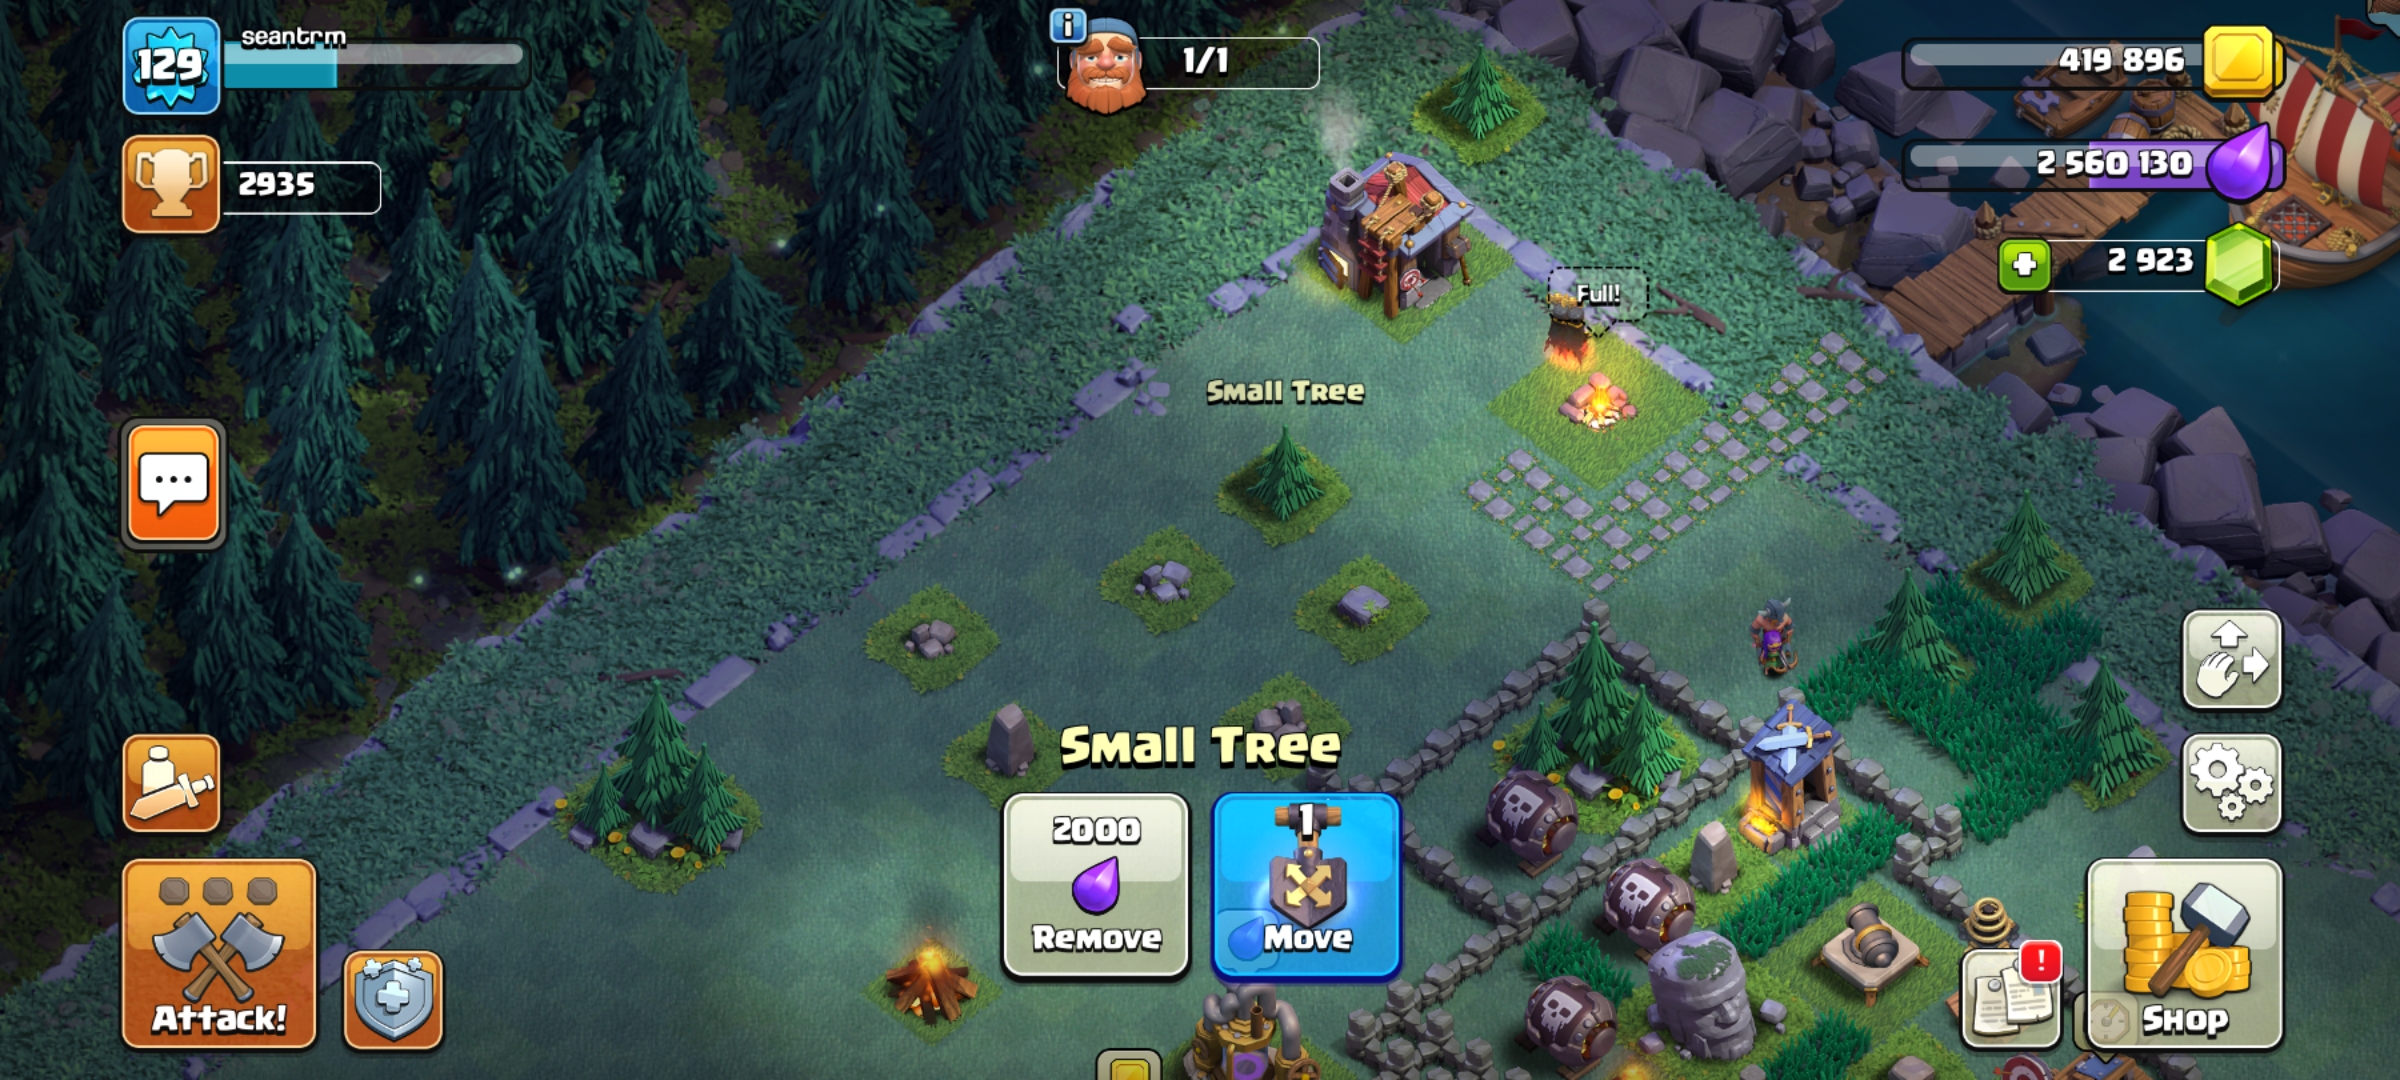 129
seantrm
2935
i
1/1
419 896
2 560 130
2 923
Full!
Small Tree
Small Tree
2000
Remove
1
Move
Attack!
!
Shop